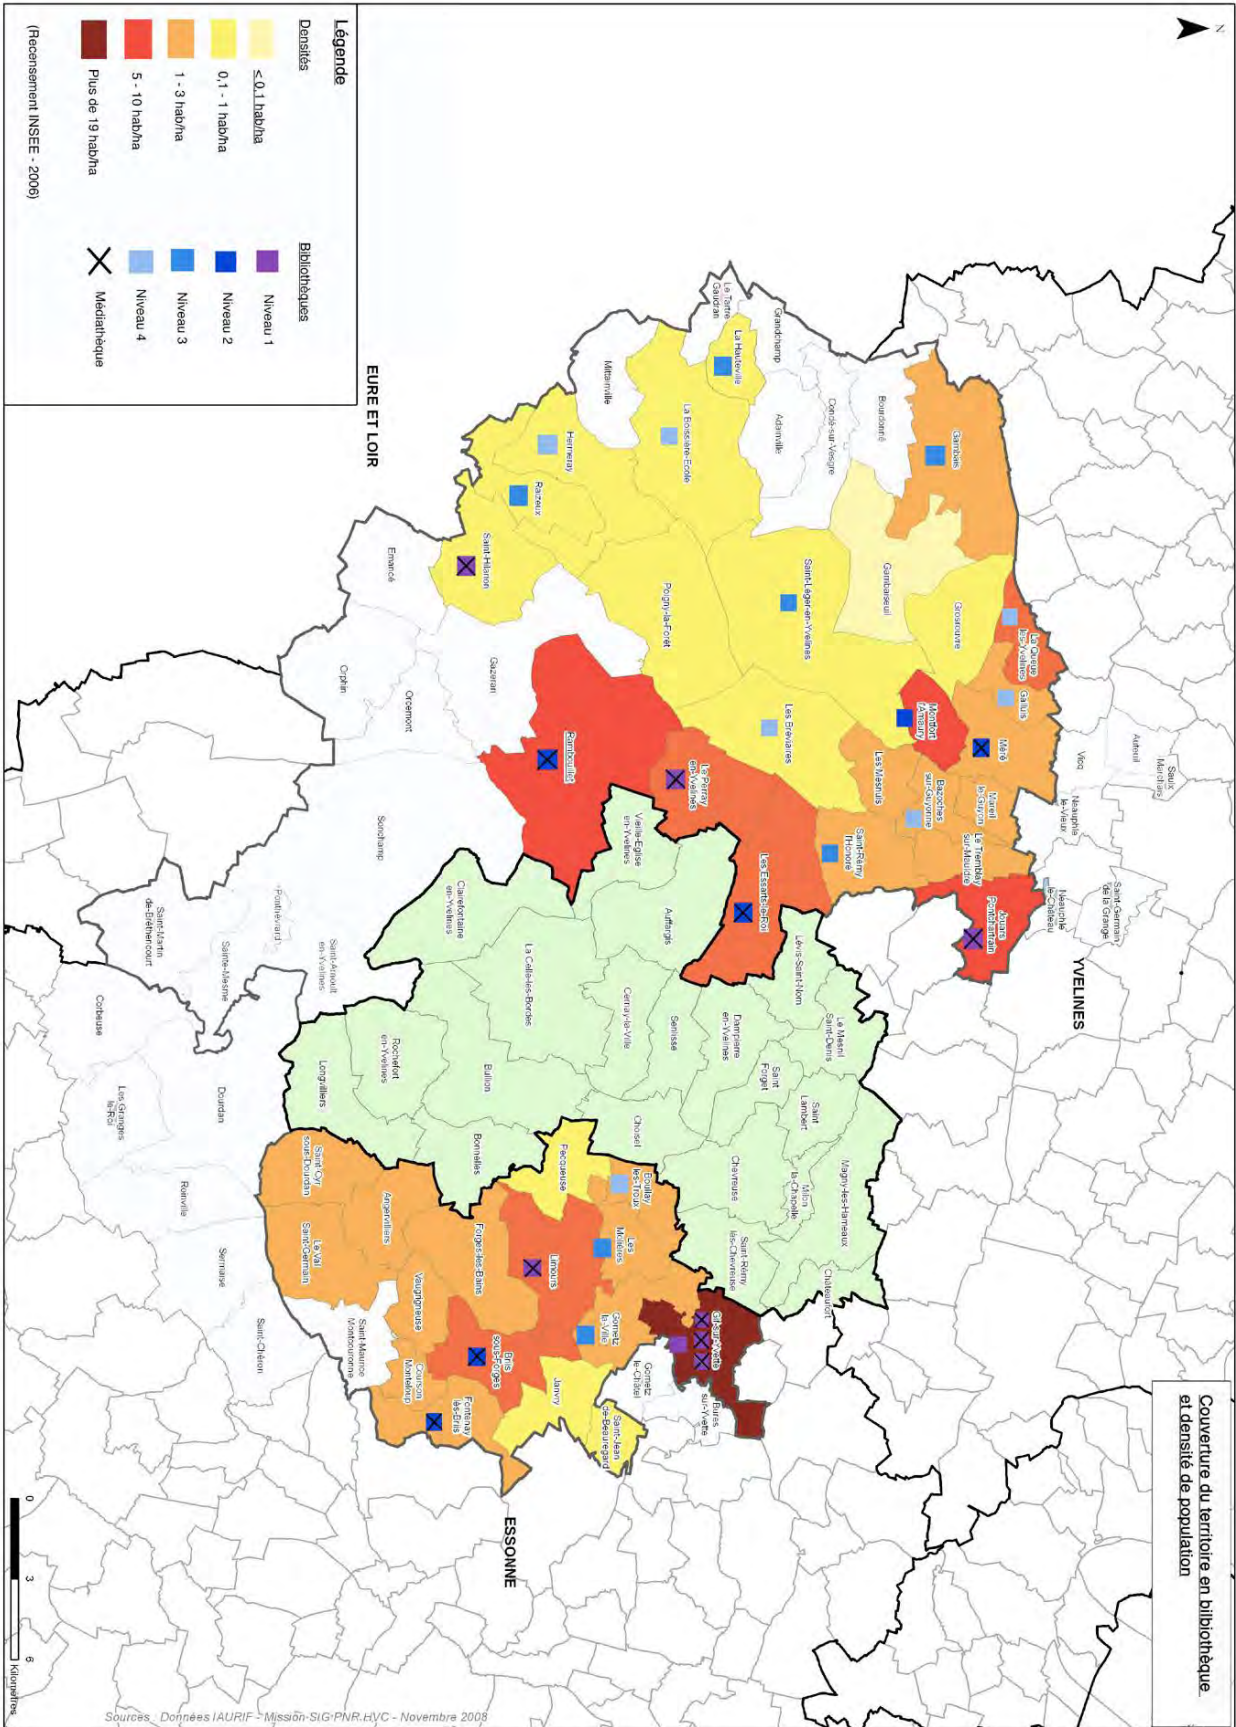 Couverture du territoire en bilbiothèque
et densité de population
N
Légende
Densités
≤ 0,1 hab/ha
0,1 - 1 hab/ha
1 - 3 hab/ha
5 - 10 hab/ha
Plus de 19 hab/ha
(Recensement INSEE - 2006)
Bibliothèques
Niveau 1
Niveau 2
Niveau 3
Niveau 4
Médiathèque
EURE ET LOIR
YVELINES
ESSONNE
Saulx
Marchais
Auteuil
Vicq
Neauphle
le-Vieux
Saint-Germain
de-la-Grange
Neauphle
le-Château
Jouars
Pontchartrain
La Queue
les-Yvelines
Galluis
Méré
Mareil
le-Guyon
Le Tremblay
sur-Mauldre
Bazoches
sur-Guyonne
Montfort
l'Amaury
Les Mesnuls
Saint-Rémy
l'Honoré
Grosrouvre
Gambais
Gambaiseuil
Bourdonné
Condé-sur-Vesgre
Adainville
Grandchamp
Le Tartre
Gaudran
La Hauteville
La Boissière-Ecole
Mittainville
Saint-Léger-en-Yvelines
Les Bréviaires
Poigny-la-Forêt
Hermeray
Raizeux
Saint-Hilarion
Emancé
Gazeran
Orcemont
Orphin
Rambouillet
Le Perray
en-Yvelines
Les Essarts-le-Roi
Vieille-Eglise
en-Yvelines
Auffargis
Sonchamp
Clairefontaine
en-Yvelines
La Celle-les-Bordes
Cernay-la-Ville
Senlisse
Dampierre
en-Yvelines
Lévis-Saint-Nom
Le Mesnil
Saint-Denis
Saint
Forget
Saint
Lambert
Milon
la-Chapelle
Magny-les-Hameaux
Châteaufort
Saint-Rémy
lès-Chevreuse
Chevreuse
Choisel
Bullion
Rochefort
en-Yvelines
Longvilliers
Bonnelles
Ponthévrard
Saint-Arnoult
en-Yvelines
Sainte-Mesme
Saint-Martin
de-Bréthencourt
Corbeuse
Les Granges
le-Roi
Dourdan
Roinville
Sermaise
Saint-Chéron
Saint-Cyr
sous-Dourdan
Le Val
Saint-Germain
Angervilliers
Vaugrigneuse
Saint-Maurice
Montcouronne
Courson
Monteloup
Fontenay
lès-Briis
Briis
sous-Forges
Forges-les-Bains
Limours
Pecqueuse
Boullay
les-Troux
Les
Molières
Gometz
la-Ville
Gometz
le-Châtel
Janvry
Saint-Jean
de-Beauregard
Gif-sur-Yvette
Bures
sur-Yvette
0
3
6
Kilomètres
Sources : Données IAURIF - Mission SIG PNR HVC - Novembre 2008